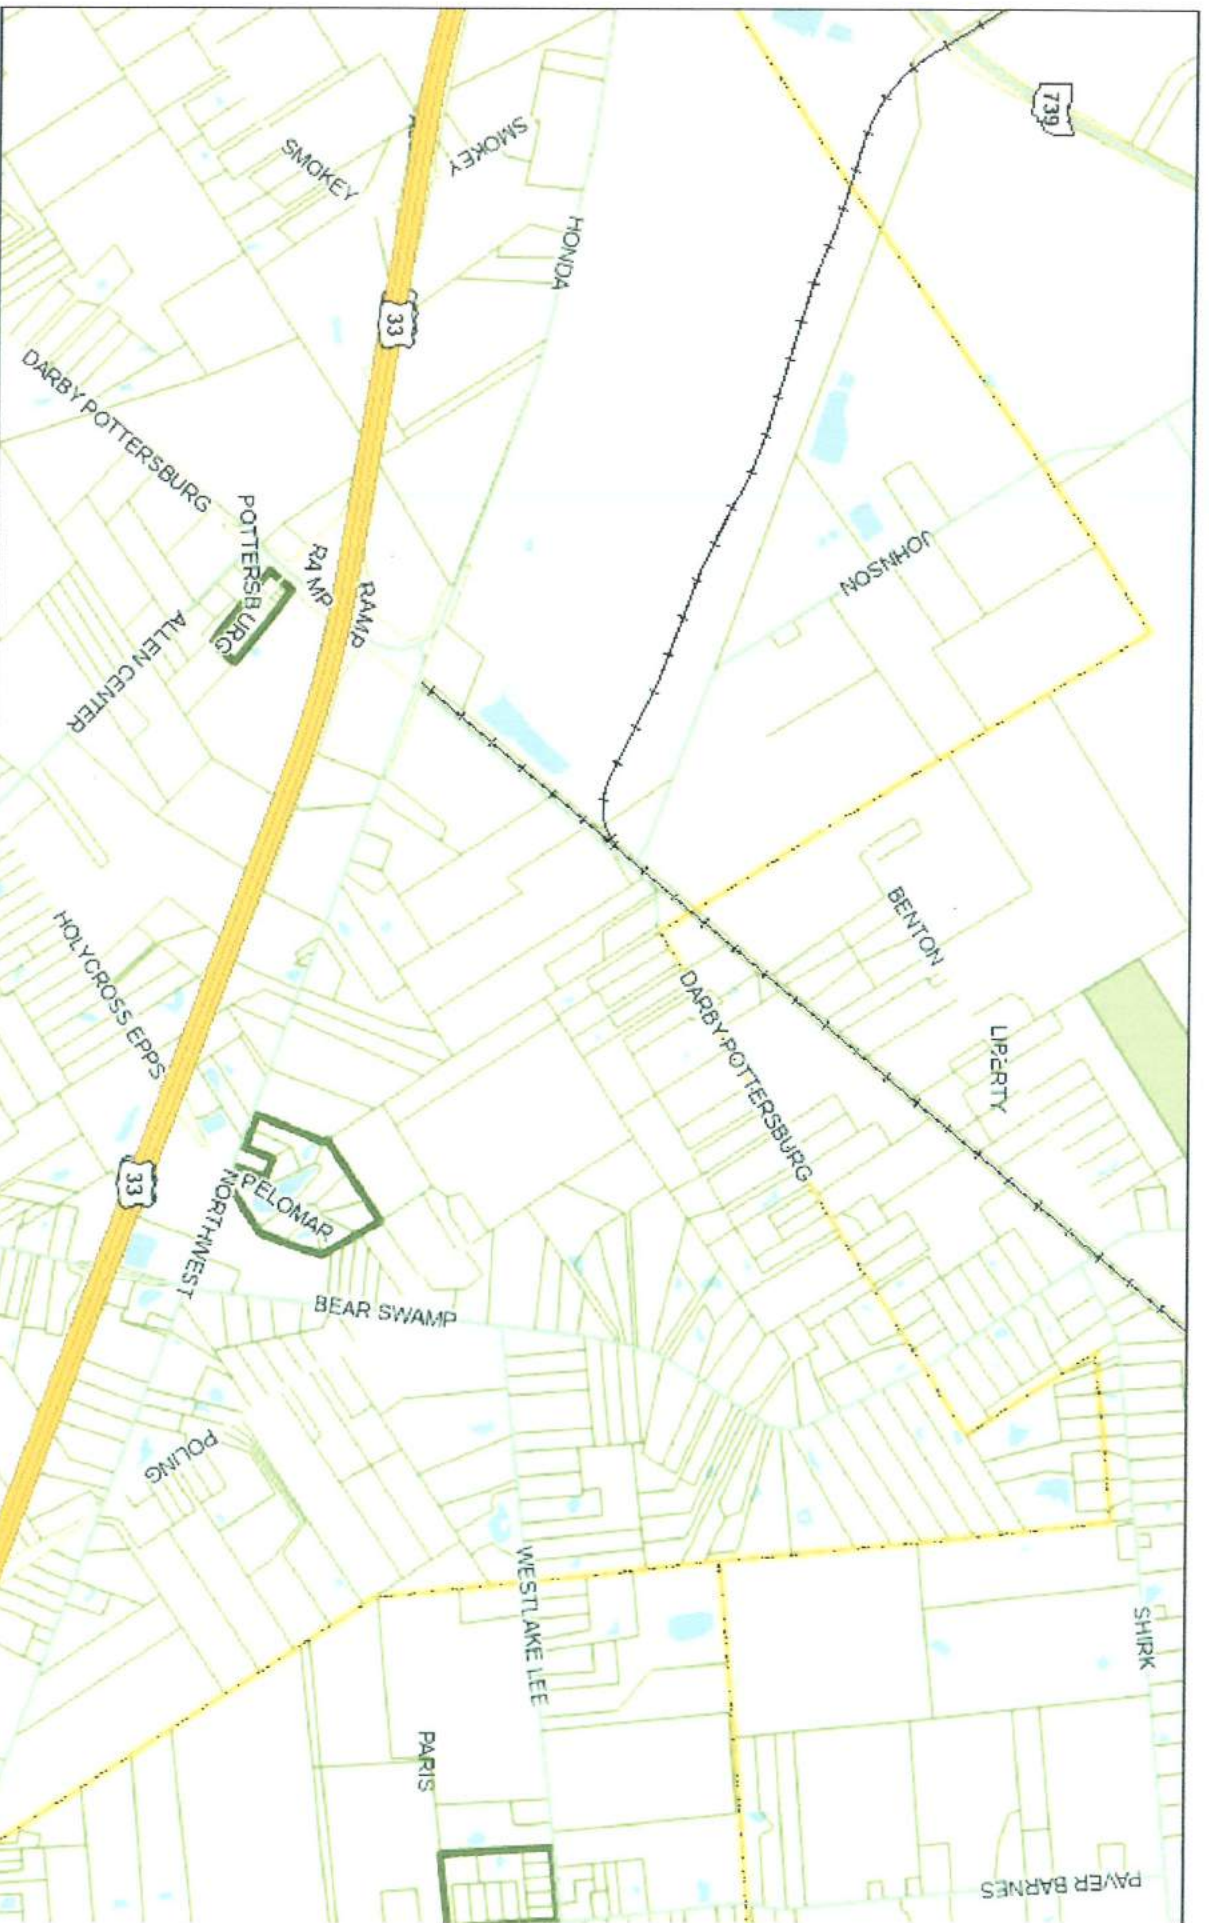 739
SMOKEY
SMOKEY
HONDA
33
DARBY POTTERSBURG
POTTERSBURG
RAMP
RAMP
JOHNSON
ALLEN CENTER
BENTON
HOLYCROSS EPPS
DARBY POTTERSBURG
LIBERTY
33
PELOMAR
NORTHWEST
BEAR SWAMP
POLING
WESTLAKE LEE
SHIRK
PARIS
PAVER BARNES